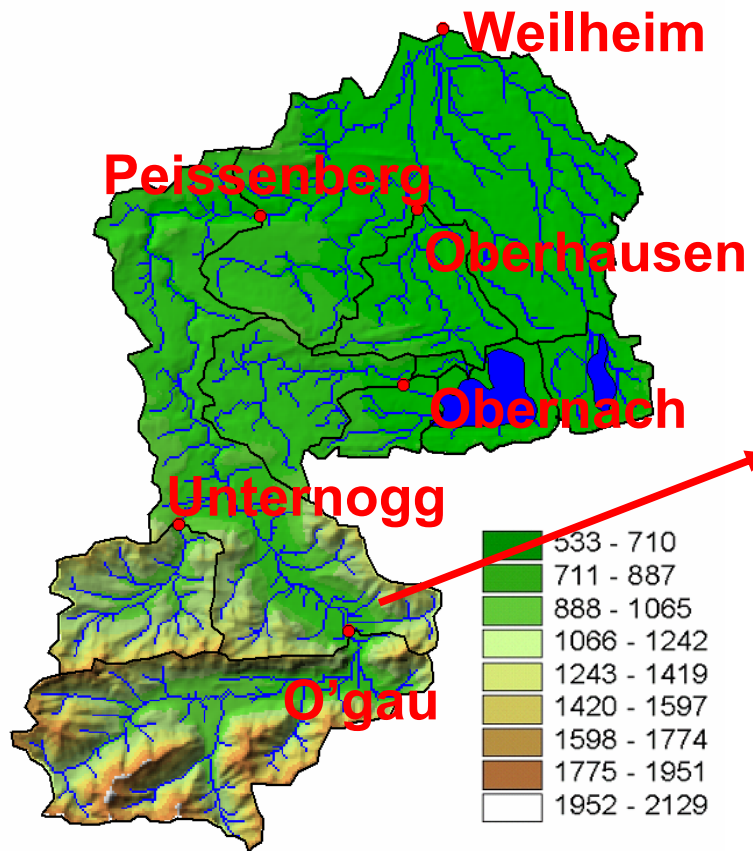 Weilheim
Peissenberg
Oberhausen
Obernach
Unternogg
O'gau
533 - 710
711 - 887
888 - 1065
1066 - 1242
1243 - 1419
1420 - 1597
1598 - 1774
1775 - 1951
1952 - 2129